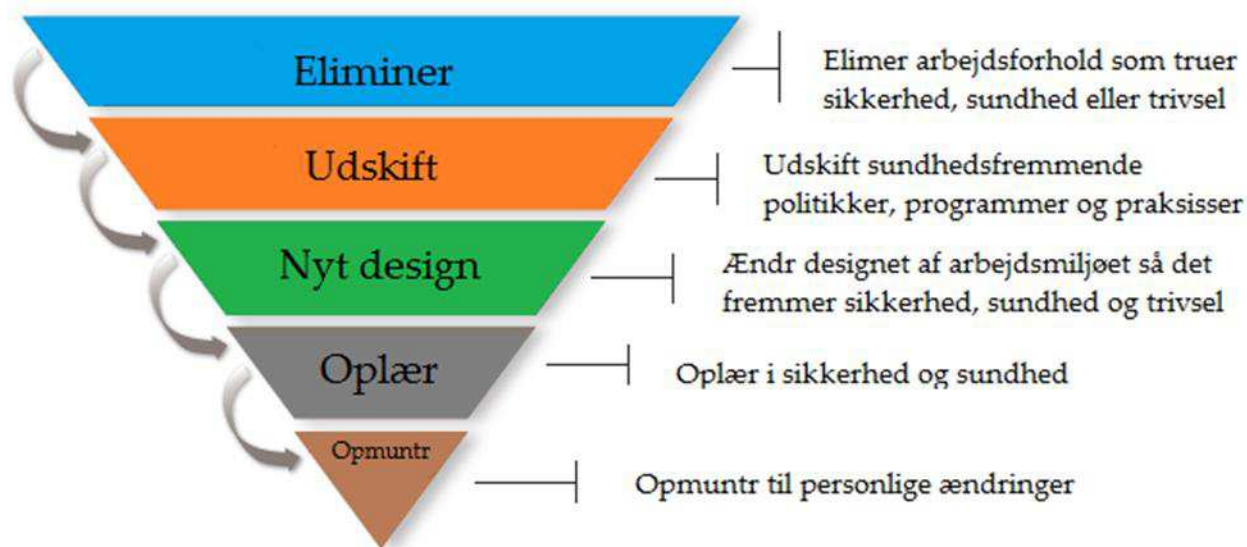 Eliminer
Elimer arbejdsforhold som truer
sikkerhed, sundhed eller trivsel
Udskift
Udskift sundhedsfremmende
politikker, programmer og praksisser
Nyt design
Ændr designet af arbejdsmiljøet så det
fremmer sikkerhed, sundhed og trivsel
Oplær
Oplær i sikkerhed og sundhed
Opmuntr
Opmuntr til personlige ændringer